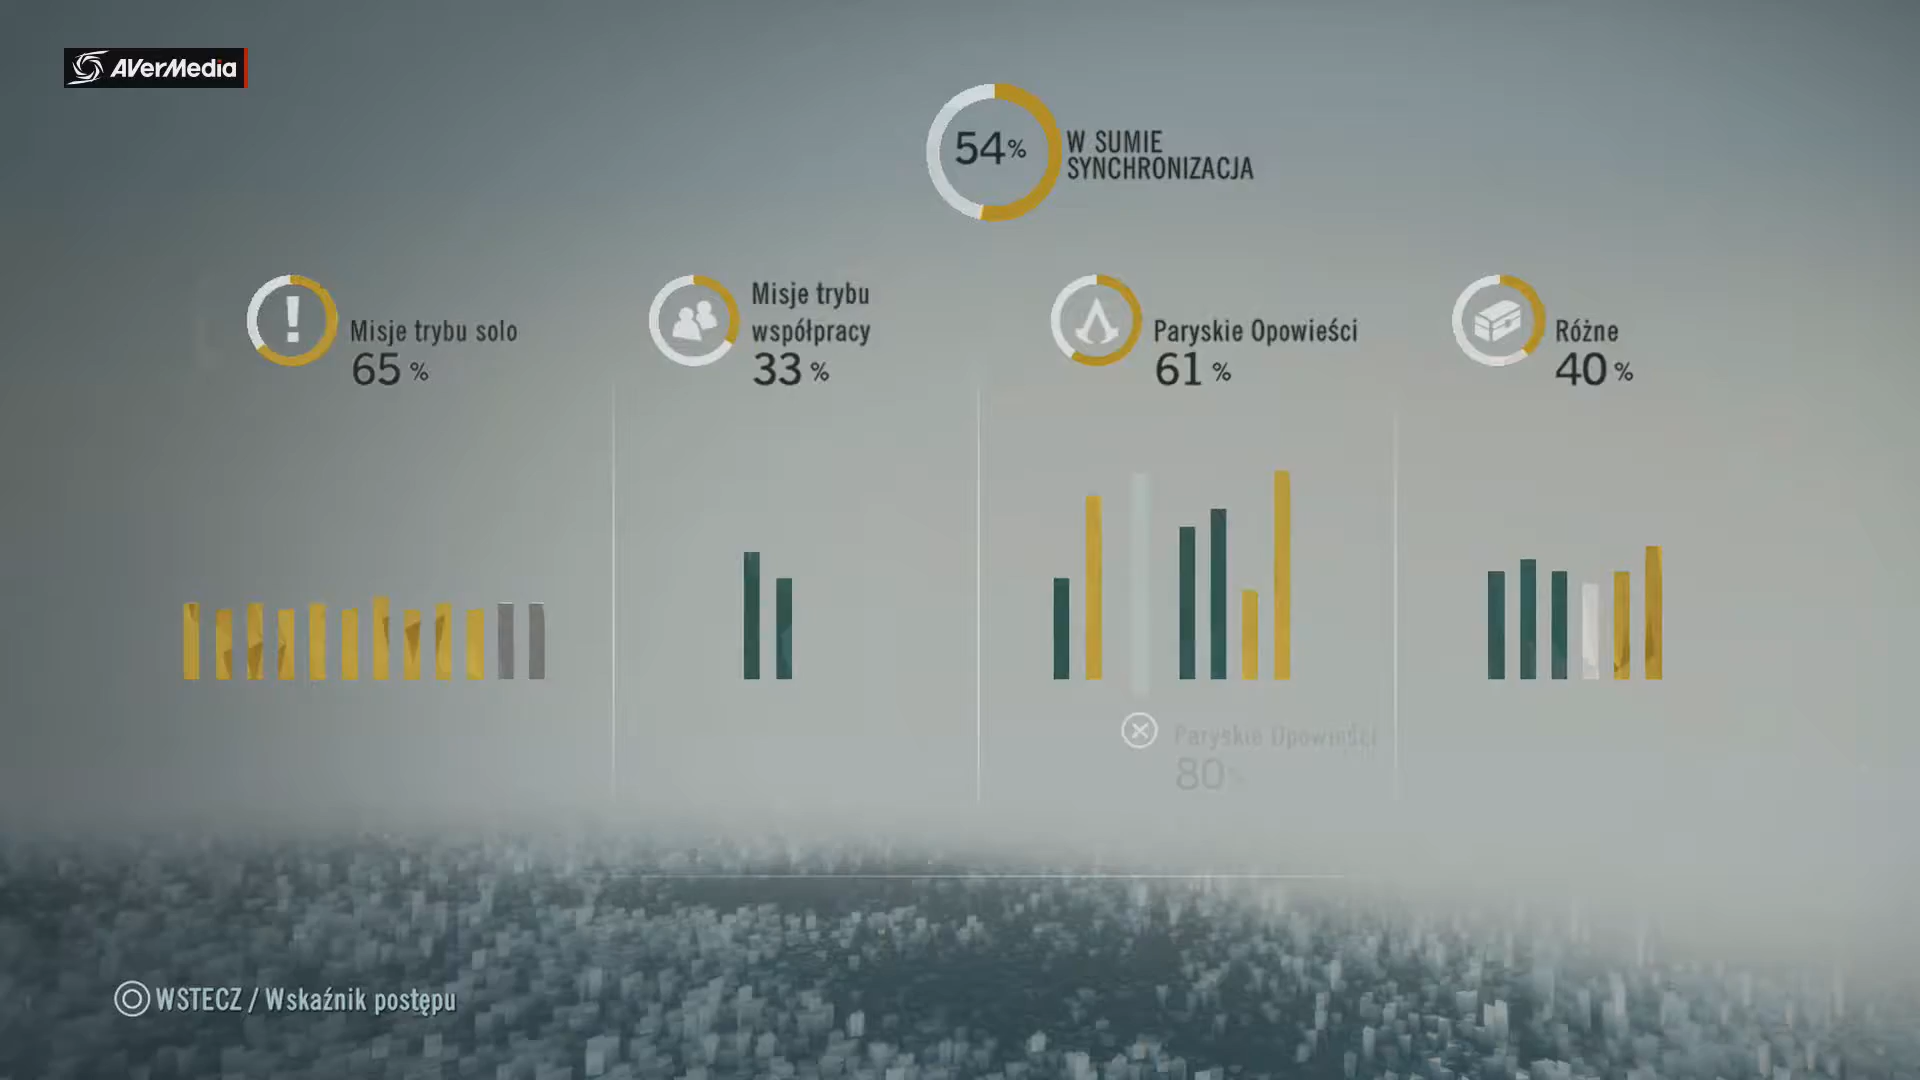 AVerMedia
54%
W SUMIE
SYNCHRONIZACJA
Misje trybu solo
65 %
Misje trybu
współpracy
33 %
Paryskie Opowieści
61 %
Różne
40 %
Paryskie Opowieści
80%
WSTECZ / Wskaźnik postępu